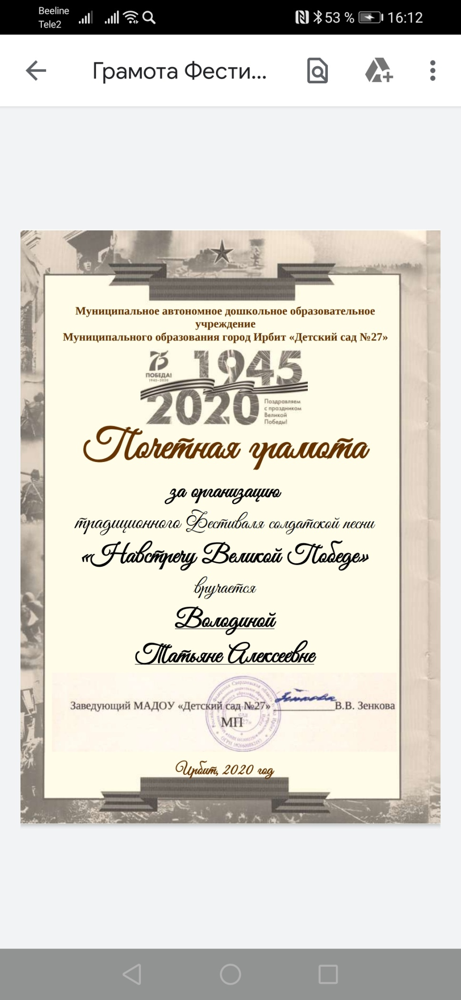 Beeline
Tele2
53 %
16:12
Грамота Фести...
Муниципальное автономное дошкольное образовательное
учреждение
Муниципального образования город Ирбит «Детский сад №27»
75
ПОБЕДА!
1945-2020
1945
2020
Поздравляем
с праздником
Великой
Победы!
Почетная грамота
за организацию
традиционного Фестиваля солдатской песни
«Навстречу Великой Победе»
вручается
Володиной
Татьяне Алексеевне
Заведующий МАДОУ «Детский сад №27» ____________В.В. Зенкова
МП
Ирбит, 2020 год